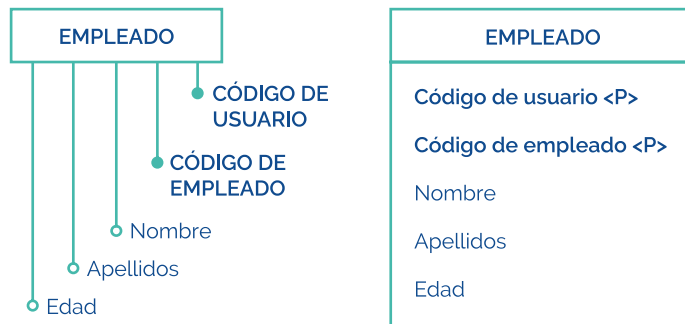 EMPLEADO
CÓDIGO DE
USUARIO
CÓDIGO DE
EMPLEADO
Nombre
Apellidos
Edad
EMPLEADO
Código de usuario <P>
Código de empleado <P>
Nombre
Apellidos
Edad